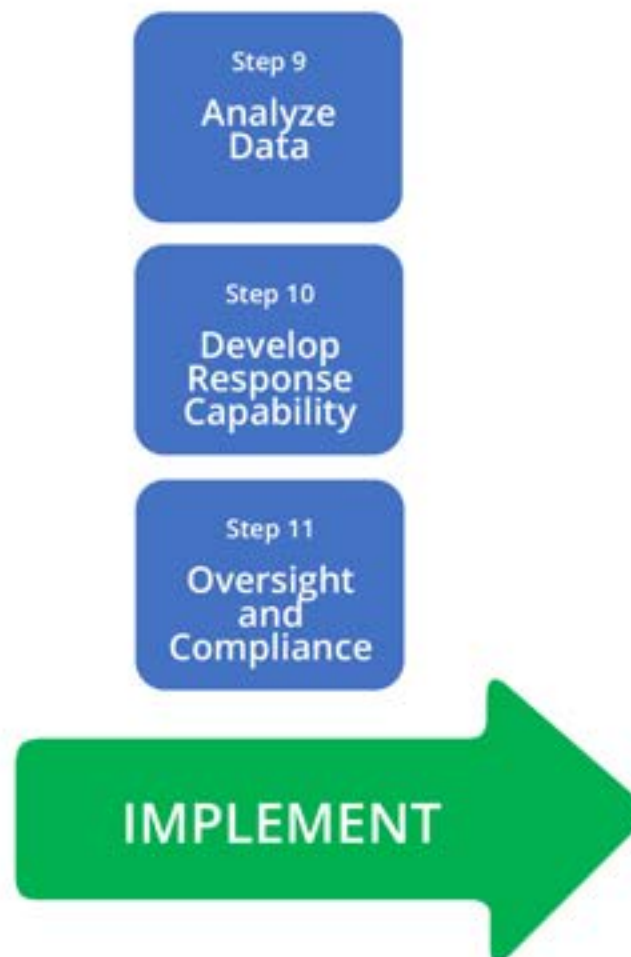 Step 9
Analyze
Data
Step 10
Develop
Response
Capability
Step 11
Oversight
and
Compliance
IMPLEMENT